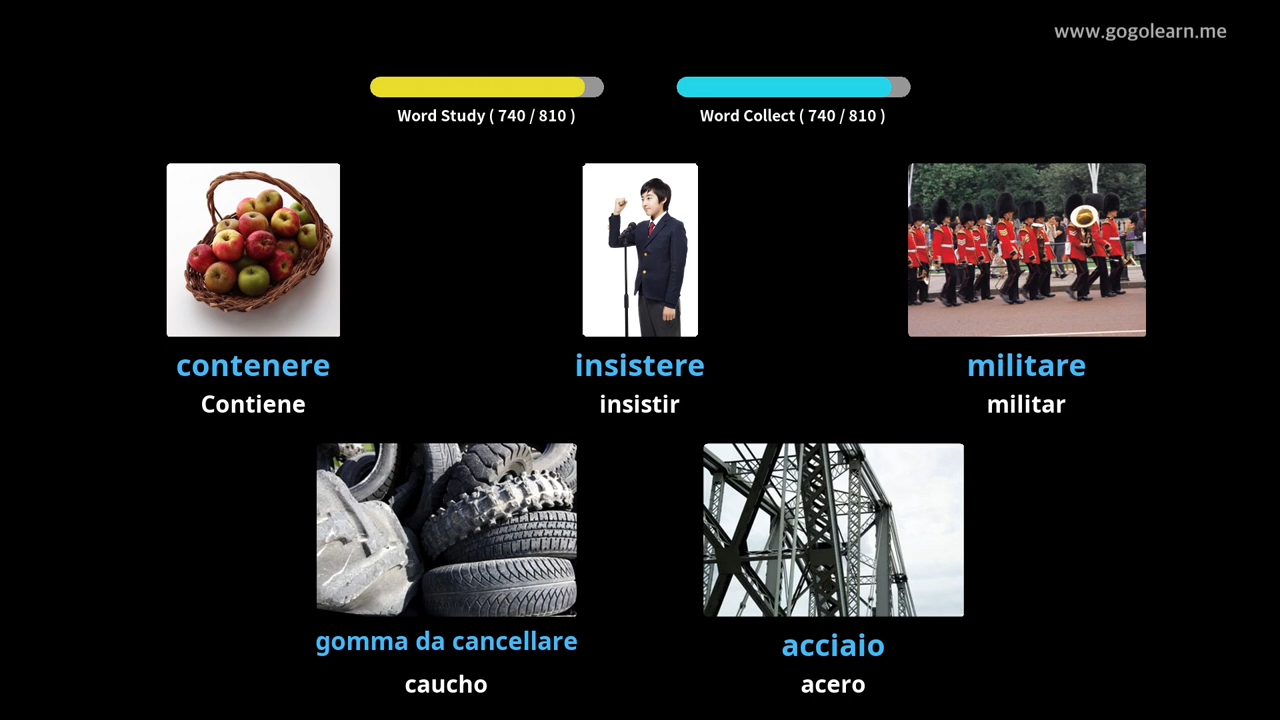 www.gogolearn.me
Word Study ( 740 / 810 )
Word Collect ( 740 / 810 )
contenere
Contiene
insistere
insistir
militare
militar
gomma da cancellare
caucho
acciaio
acero